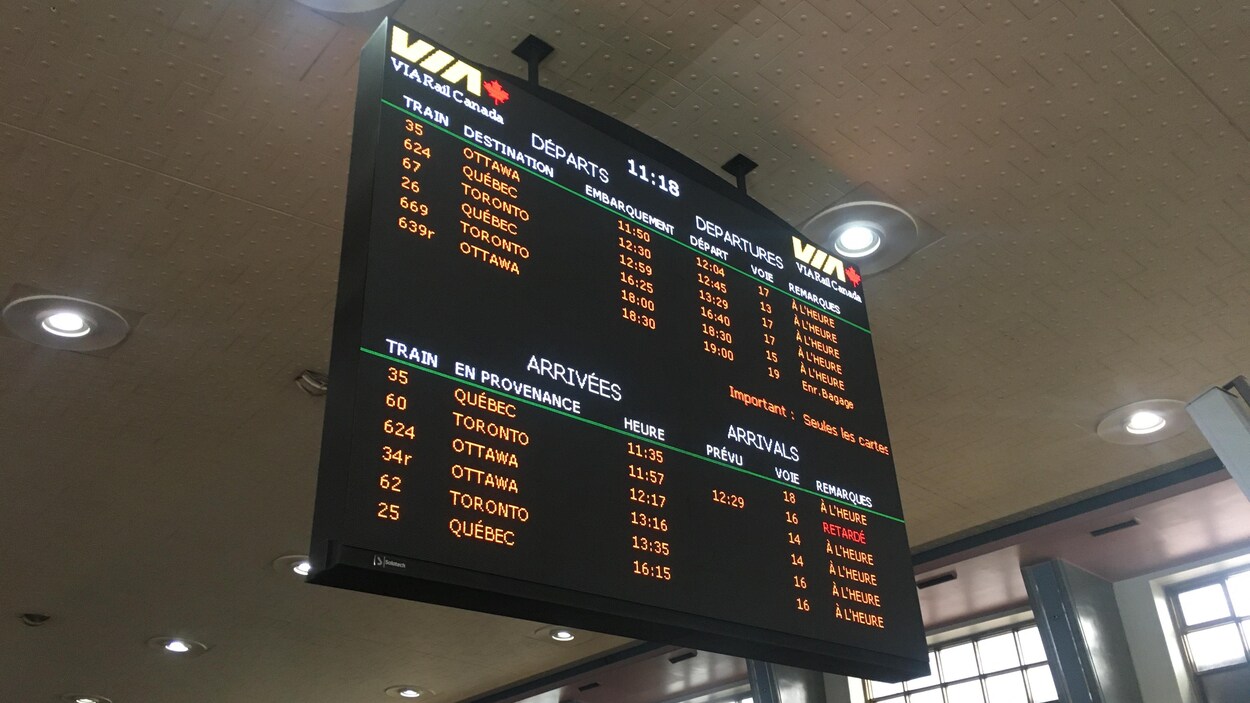 VIA
VIA Rail Canada
DÉPARTS 11:18 DEPARTURES
VIA
VIA Rail Canada
TRAIN DESTINATION EMBARQUEMENT DÉPART VOIE REMARQUES
35 OTTAWA 11:50 12:04 17 À L'HEURE
624 QUÉBEC 12:30 12:45 13 À L'HEURE
67 TORONTO 12:59 13:29 17 À L'HEURE
26 QUÉBEC 16:25 16:40 17 À L'HEURE
669 TORONTO 18:00 18:30 15 À L'HEURE
639r OTTAWA 18:30 19:00 19 Enr.Bagage
Important : Seules les cartes
ARRIVÉES ARRIVALS
TRAIN EN PROVENANCE HEURE PRÉVU VOIE REMARQUES
35 QUÉBEC 11:35 18 À L'HEURE
60 TORONTO 11:57 12:29 16 RETARDÉ
624 OTTAWA 12:17 14 À L'HEURE
34r OTTAWA 13:16 14 À L'HEURE
62 TORONTO 13:35 16 À L'HEURE
25 QUÉBEC 16:15 16 À L'HEURE